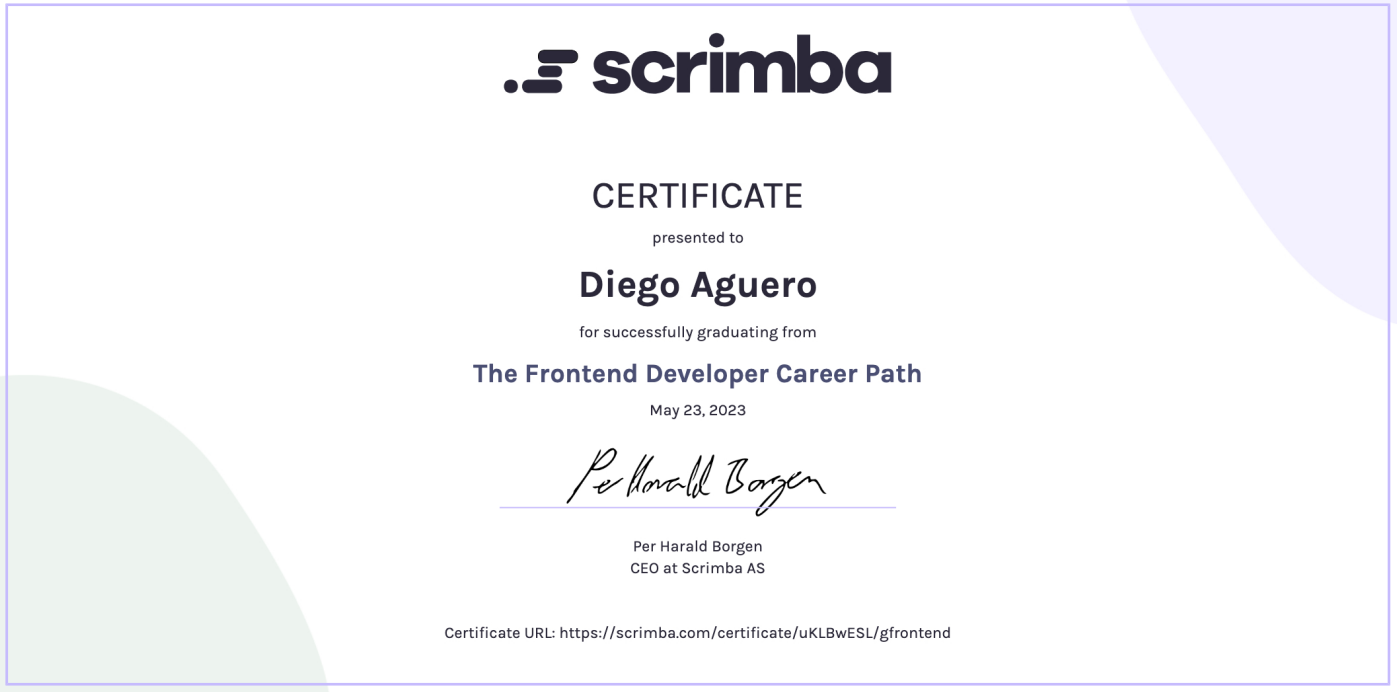 scrimba
CERTIFICATE
presented to
Diego Aguero
for successfully graduating from
The Frontend Developer Career Path
May 23, 2023
Per Harald Borgen
Per Harald Borgen
CEO at Scrimba AS
Certificate URL: https://scrimba.com/certificate/uKLBwESL/gfrontend